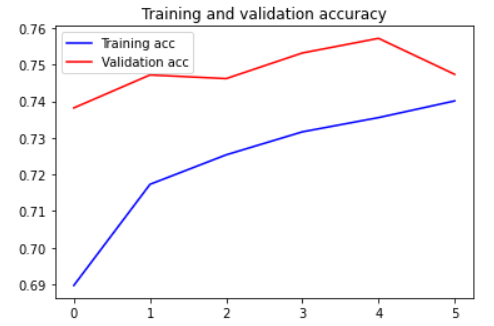 Training and validation accuracy
0.76
0.75
0.74
0.73
0.72
0.71
0.70
0.69
Training acc
Validation acc
0 1 2 3 4 5